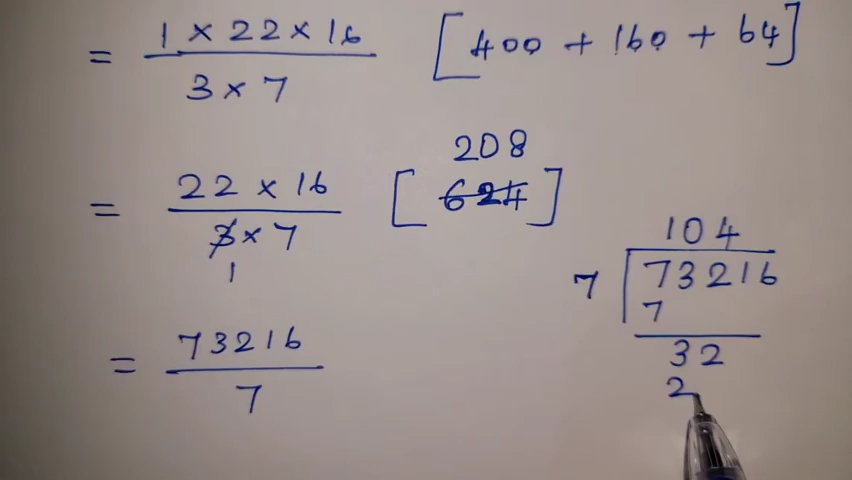 = 1 × 22 × 16 / 3 × 7 [400 + 160 + 64]
208
= 22 × 16 / 3 × 7 [624]
1
104
7 73216
7
32
2
= 73216 / 7